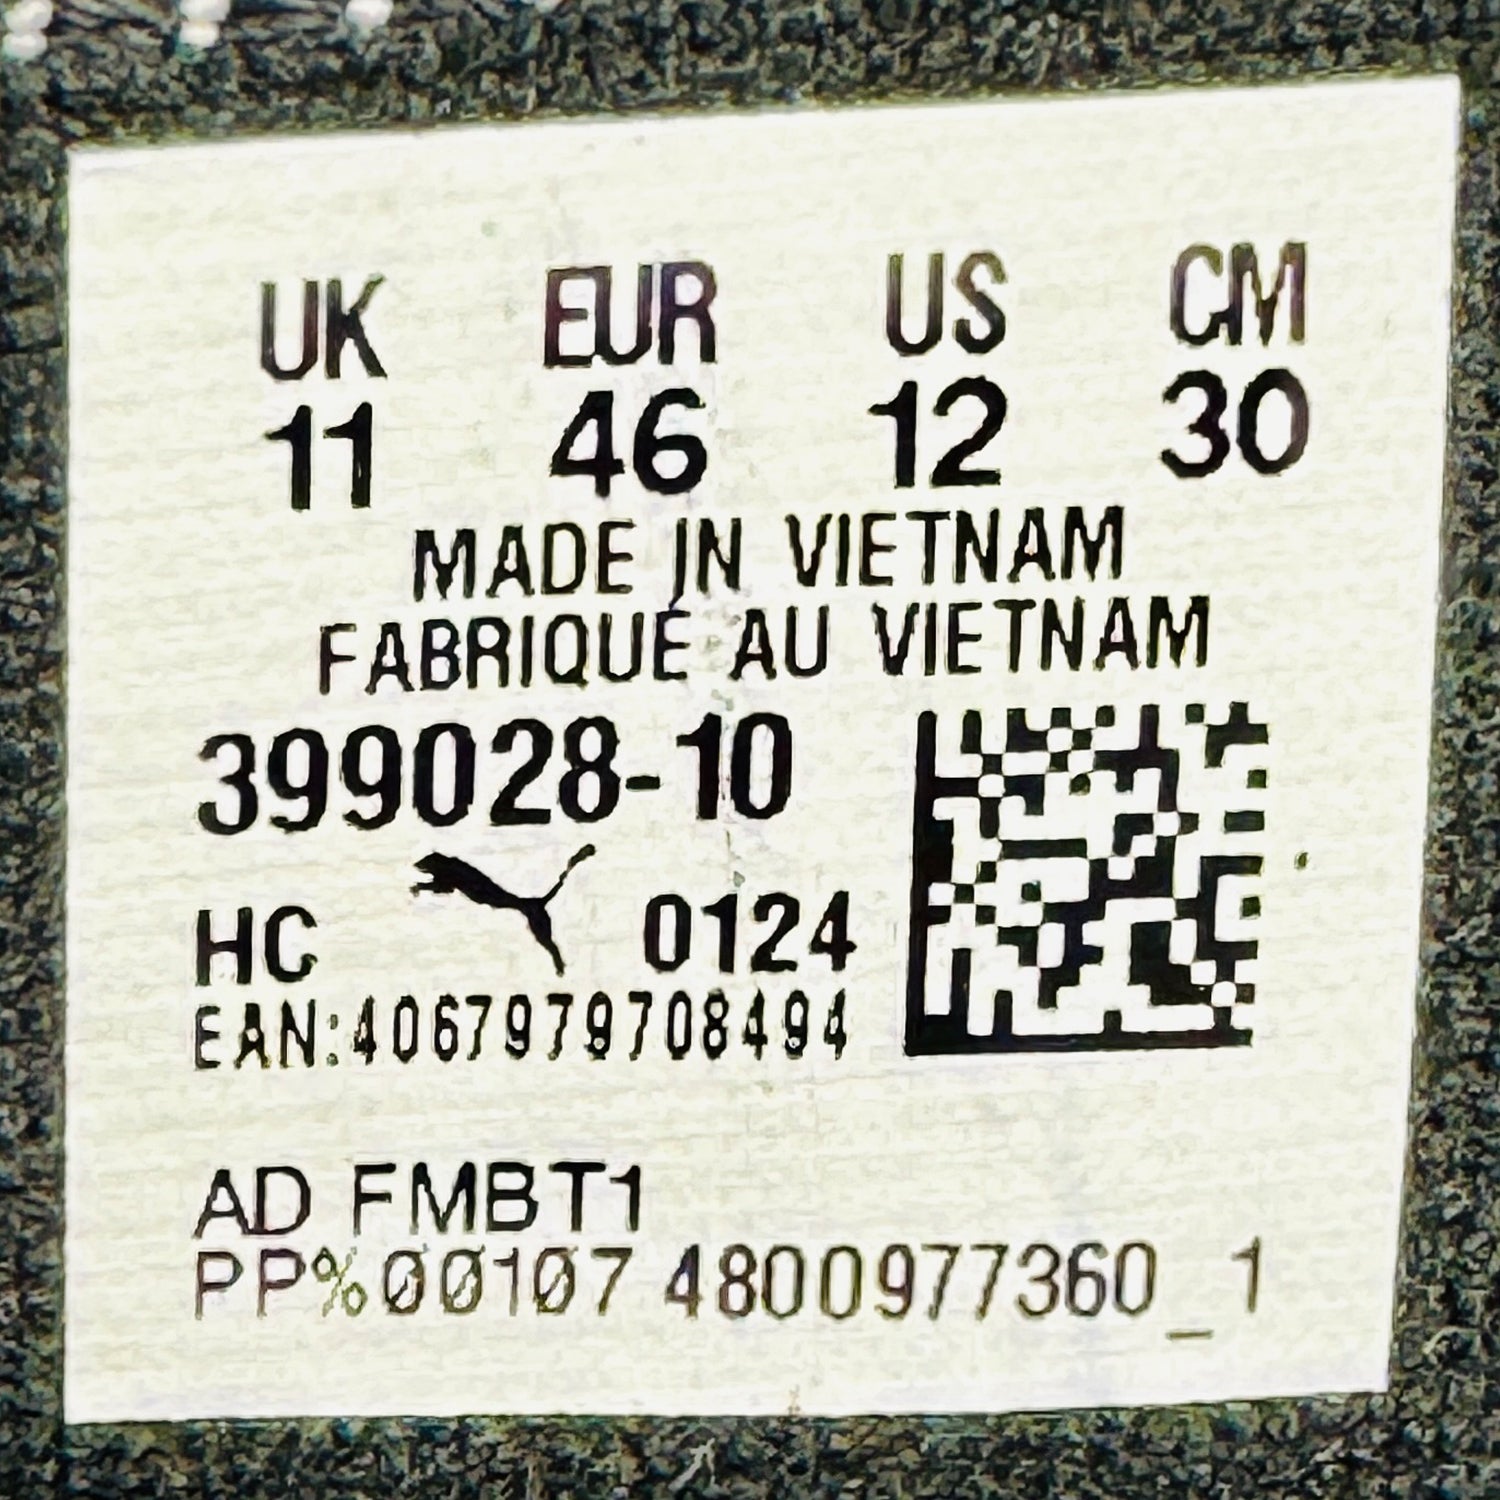 UK EUR US CM
11 46 12 30
MADE IN VIETNAM
FABRIQUÉ AU VIETNAM
399028-10
HC 0124
EAN:4067979708494
AD FMBT1
PP%00107 4800977360_1